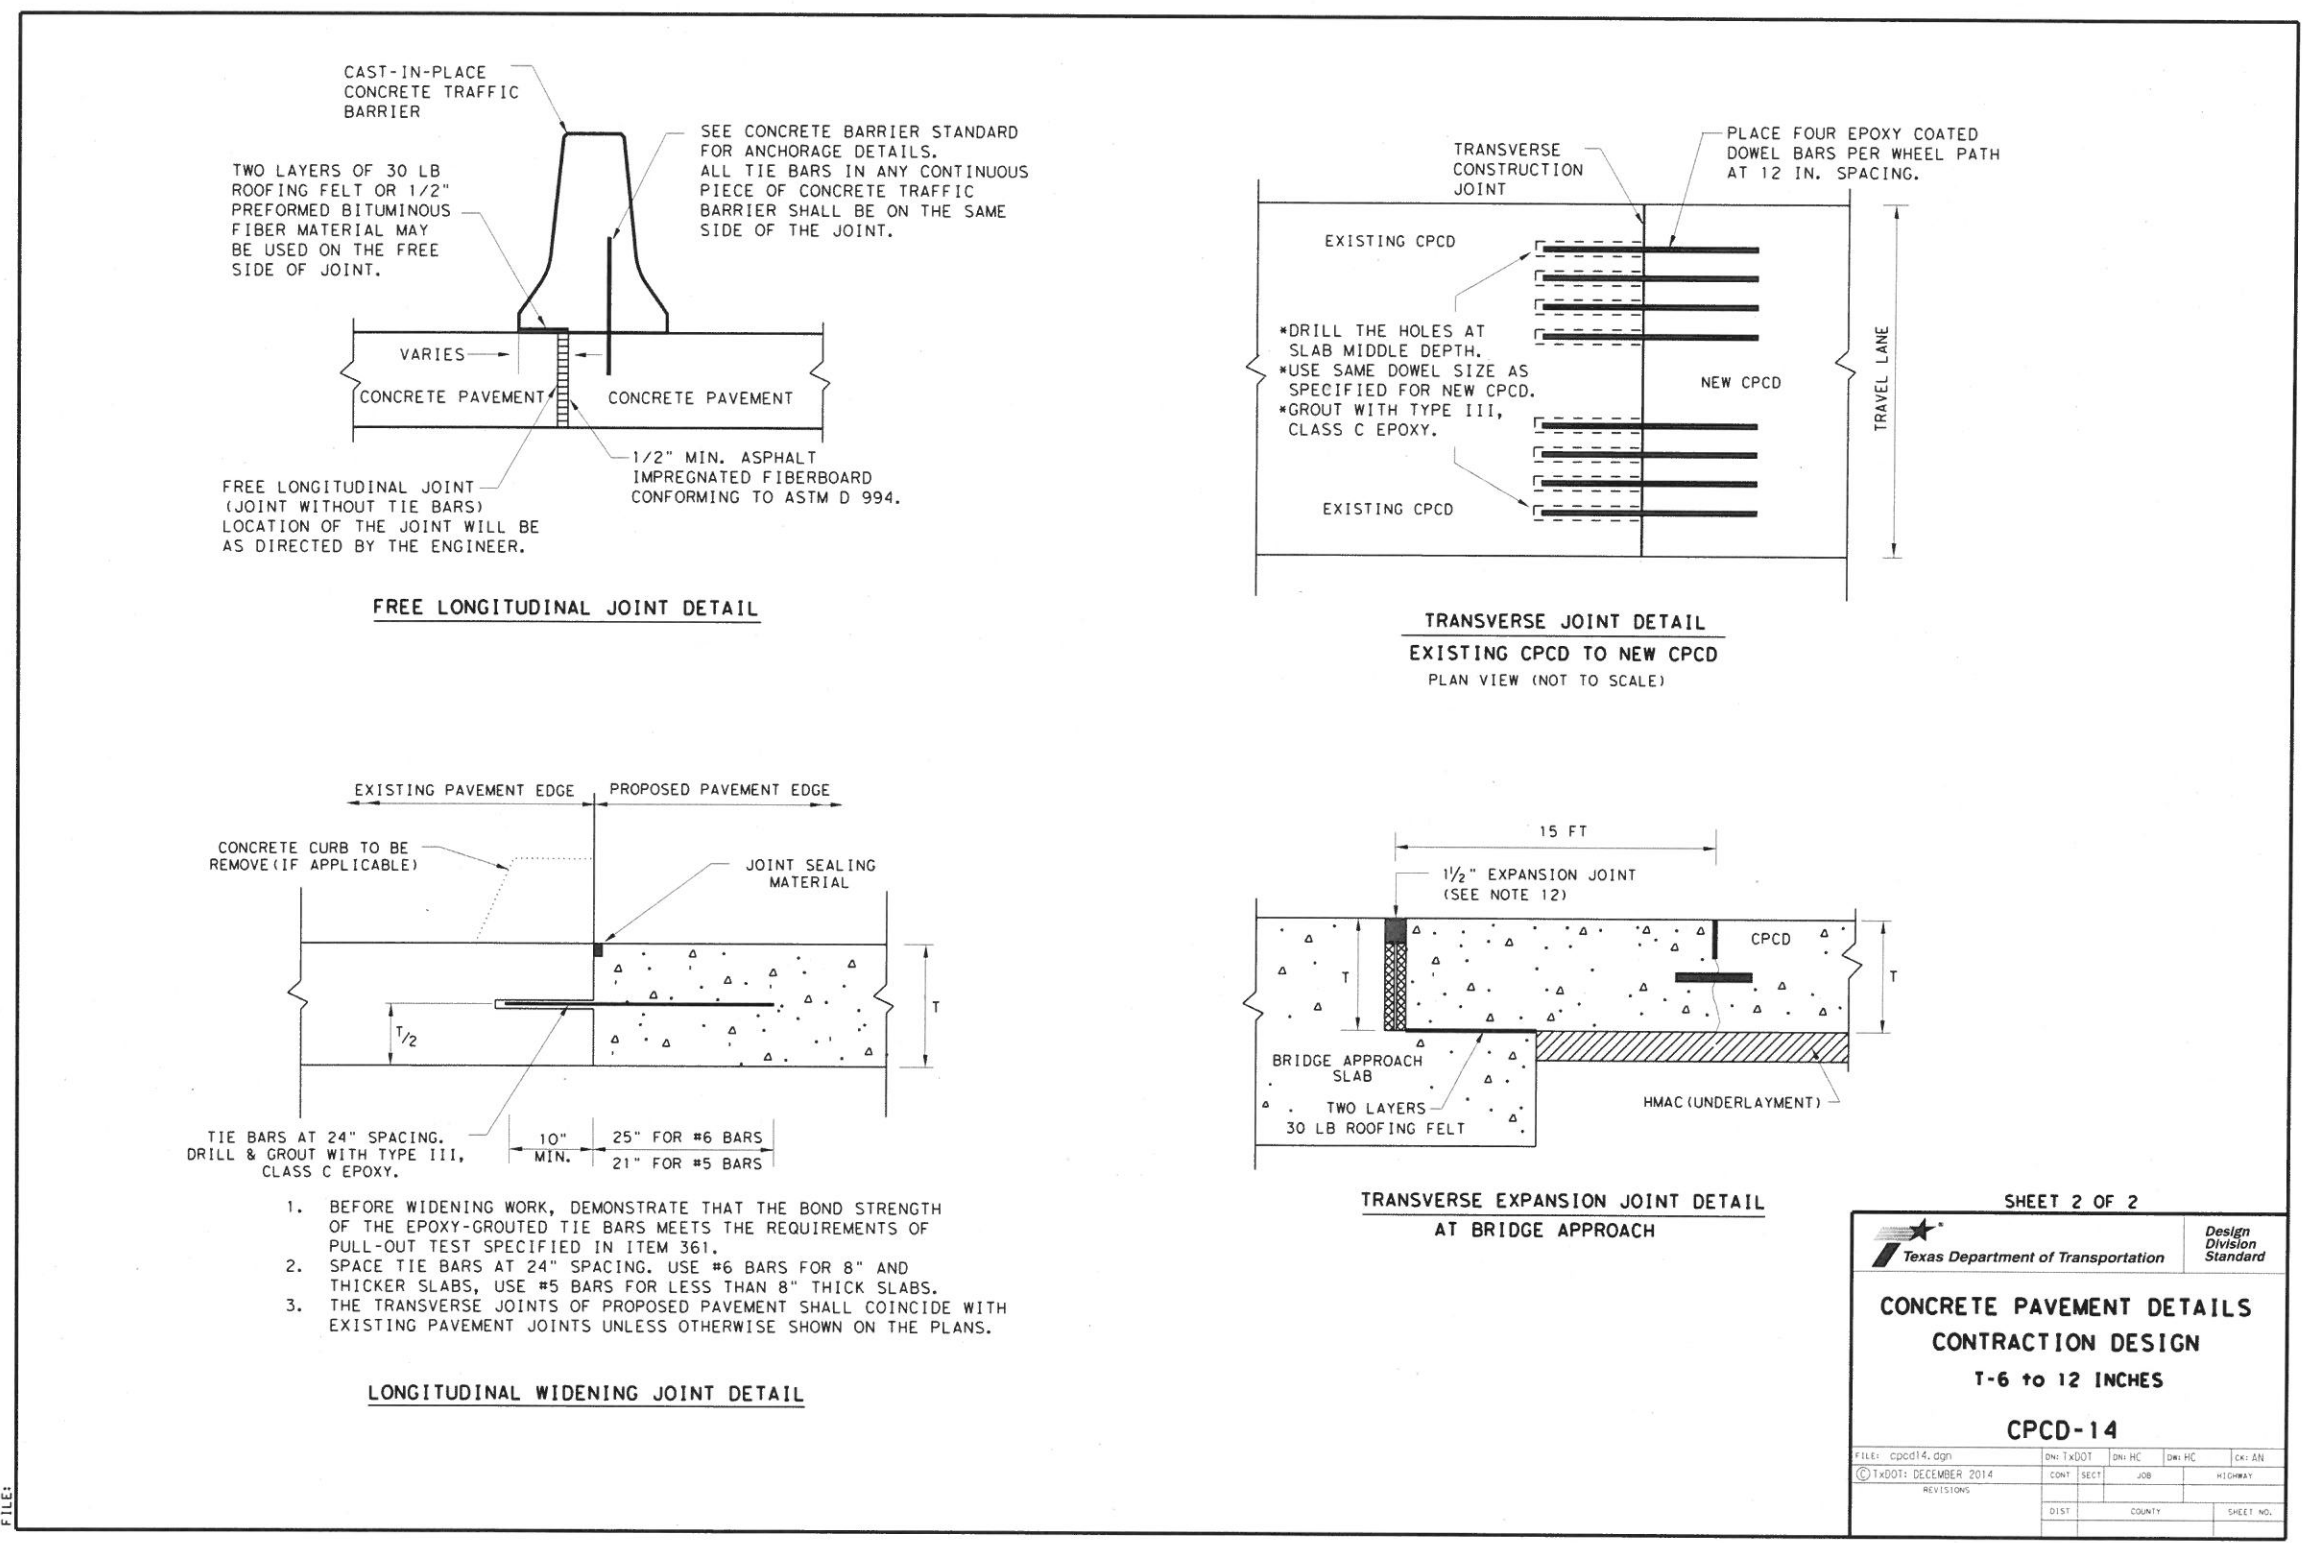 CAST-IN-PLACE
CONCRETE TRAFFIC
BARRIER
TWO LAYERS OF 30 LB
ROOFING FELT OR 1/2"
PREFORMED BITUMINOUS
FIBER MATERIAL MAY
BE USED ON THE FREE
SIDE OF JOINT.
SEE CONCRETE BARRIER STANDARD
FOR ANCHORAGE DETAILS.
ALL TIE BARS IN ANY CONTINUOUS
PIECE OF CONCRETE TRAFFIC
BARRIER SHALL BE ON THE SAME
SIDE OF THE JOINT.
VARIES
CONCRETE PAVEMENT
CONCRETE PAVEMENT
1/2" MIN. ASPHALT
IMPREGNATED FIBERBOARD
CONFORMING TO ASTM D 994.
FREE LONGITUDINAL JOINT
(JOINT WITHOUT TIE BARS)
LOCATION OF THE JOINT WILL BE
AS DIRECTED BY THE ENGINEER.
FREE LONGITUDINAL JOINT DETAIL
TRANSVERSE
CONSTRUCTION
JOINT
PLACE FOUR EPOXY COATED
DOWEL BARS PER WHEEL PATH
AT 12 IN. SPACING.
EXISTING CPCD
*DRILL THE HOLES AT
SLAB MIDDLE DEPTH.
*USE SAME DOWEL SIZE AS
SPECIFIED FOR NEW CPCD.
*GROUT WITH TYPE III,
CLASS C EPOXY.
NEW CPCD
TRAVEL LANE
EXISTING CPCD
TRANSVERSE JOINT DETAIL
EXISTING CPCD TO NEW CPCD
PLAN VIEW (NOT TO SCALE)
EXISTING PAVEMENT EDGE
PROPOSED PAVEMENT EDGE
CONCRETE CURB TO BE
REMOVE(IF APPLICABLE)
JOINT SEALING
MATERIAL
T/2
T
TIE BARS AT 24" SPACING.
DRILL & GROUT WITH TYPE III,
CLASS C EPOXY.
10"
MIN.
25" FOR #6 BARS
21" FOR #5 BARS
1. BEFORE WIDENING WORK, DEMONSTRATE THAT THE BOND STRENGTH
OF THE EPOXY-GROUTED TIE BARS MEETS THE REQUIREMENTS OF
PULL-OUT TEST SPECIFIED IN ITEM 361.
2. SPACE TIE BARS AT 24" SPACING. USE #6 BARS FOR 8" AND
THICKER SLABS, USE #5 BARS FOR LESS THAN 8" THICK SLABS.
3. THE TRANSVERSE JOINTS OF PROPOSED PAVEMENT SHALL COINCIDE WITH
EXISTING PAVEMENT JOINTS UNLESS OTHERWISE SHOWN ON THE PLANS.
LONGITUDINAL WIDENING JOINT DETAIL
15 FT
1½" EXPANSION JOINT
(SEE NOTE 12)
CPCD
T
T
BRIDGE APPROACH
SLAB
TWO LAYERS
30 LB ROOFING FELT
HMAC(UNDERLAYMENT)
TRANSVERSE EXPANSION JOINT DETAIL
AT BRIDGE APPROACH
SHEET 2 OF 2
Texas Department of Transportation
Design
Division
Standard
CONCRETE PAVEMENT DETAILS
CONTRACTION DESIGN
T-6 to 12 INCHES
CPCD-14
FILE: cpcd14.dgn
DN: TxDOT
DN: HC
DW: HC
CK: AN
© TxDOT: DECEMBER 2014
CONT
SECT
JOB
HIGHWAY
REVISIONS
DIST
COUNTY
SHEET NO.
FILE: